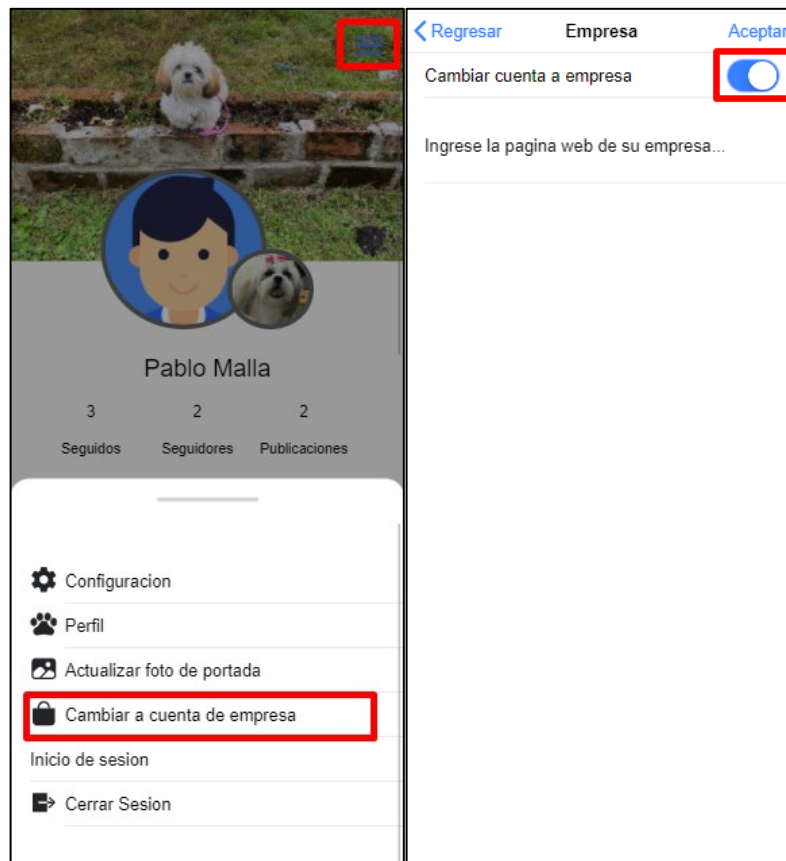 Pablo Malla
3 2 2
Seguidos Seguidores Publicaciones
Configuracion
Perfil
Actualizar foto de portada
Cambiar a cuenta de empresa
Inicio de sesion
Cerrar Sesion
Regresar Empresa Aceptar
Cambiar cuenta a empresa
Ingrese la pagina web de su empresa...